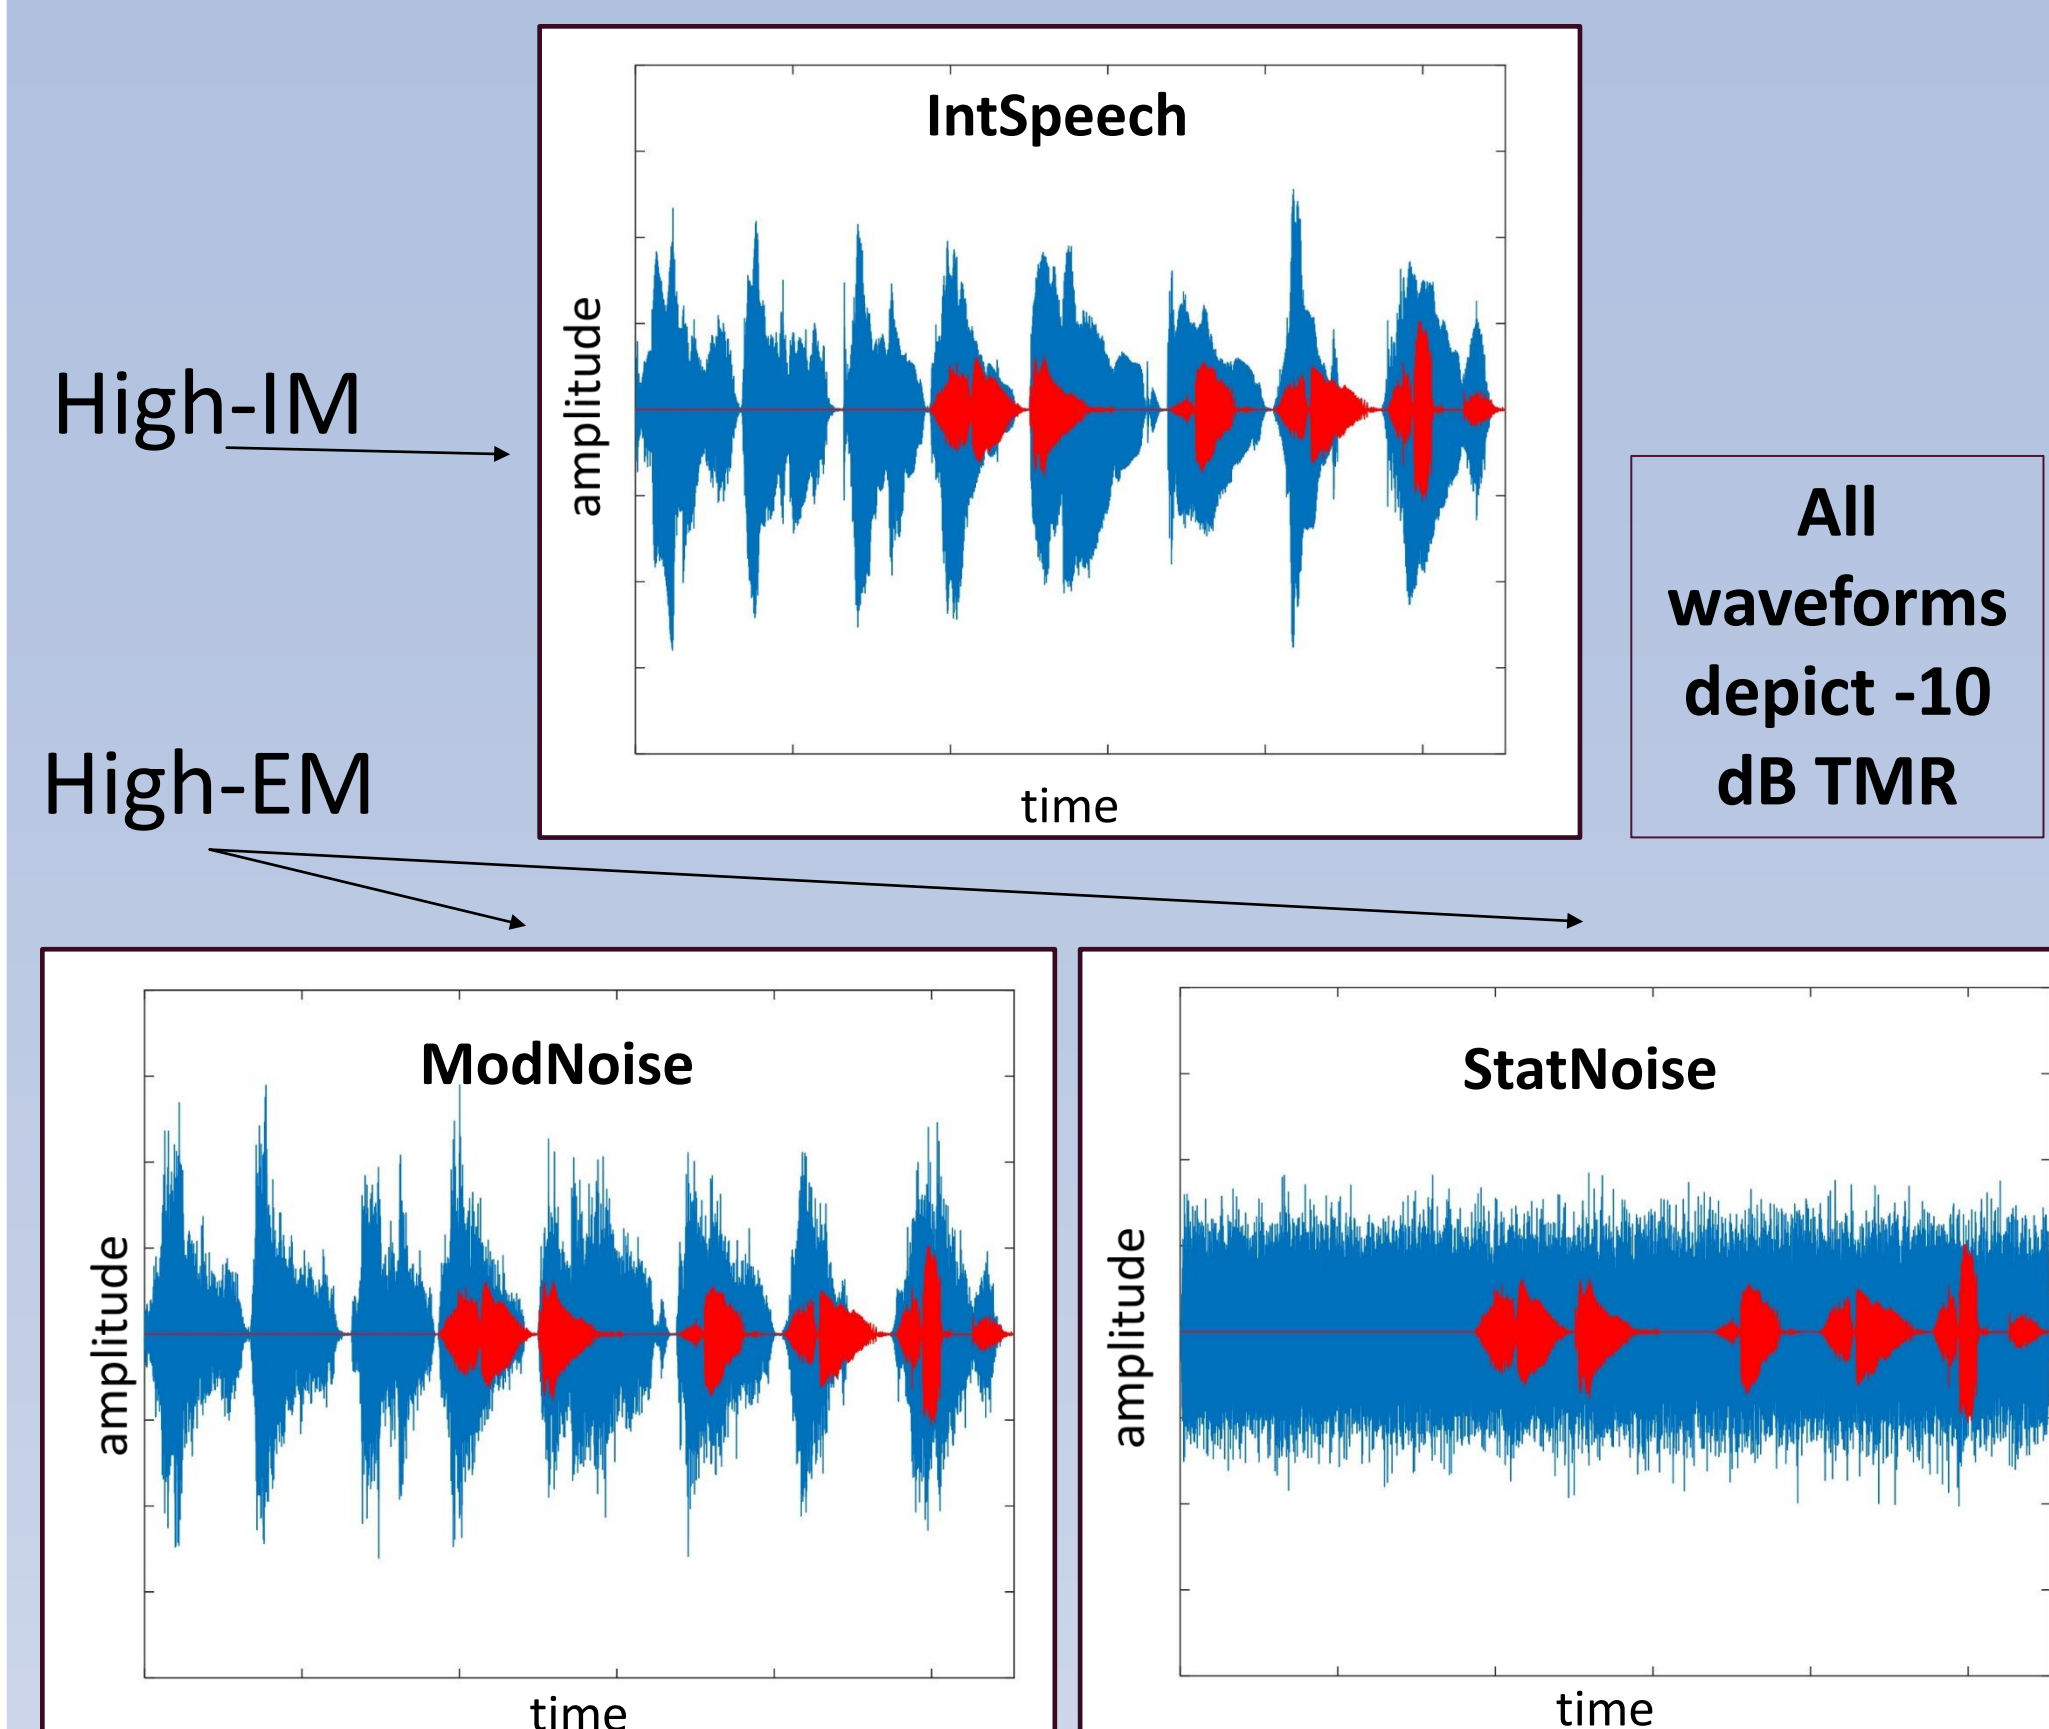 IntSpeech
amplitude
time
High-IM
All
waveforms
depict -10
dB TMR
High-EM
ModNoise
amplitude
time
StatNoise
amplitude
time